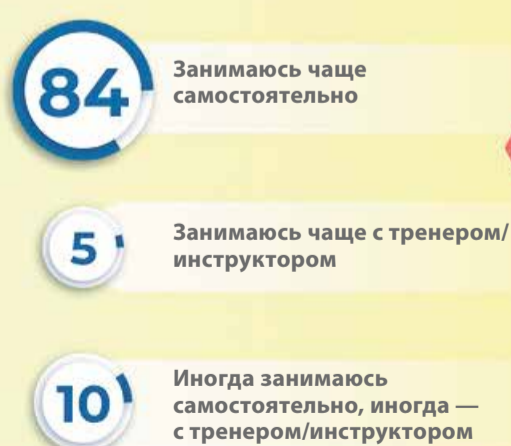 84
Занимаюсь чаще
самостоятельно
5
Занимаюсь чаще с тренером/
инструктором
10
Иногда занимаюсь
самостоятельно, иногда —
с тренером/инструктором